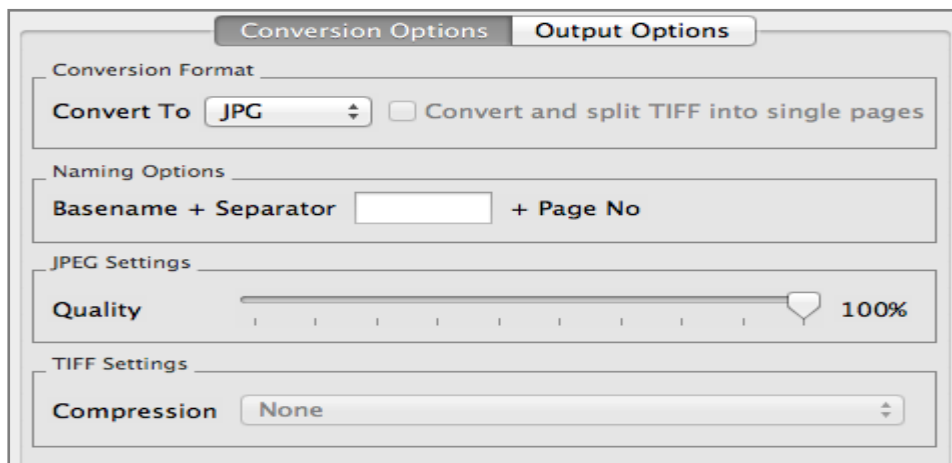 Conversion Options Output Options
Conversion Format
Convert To JPG Convert and split TIFF into single pages
Naming Options
Basename + Separator + Page No
JPEG Settings
Quality 100%
TIFF Settings
Compression None